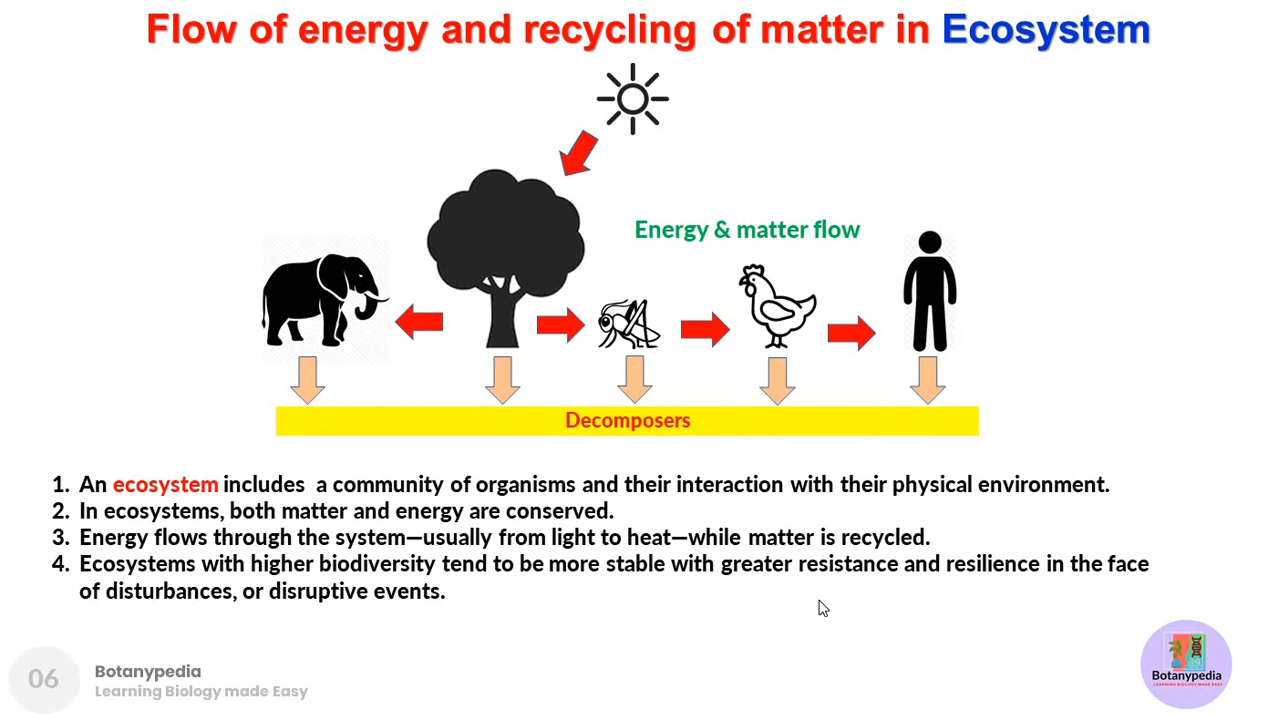 Flow of energy and recycling of matter in Ecosystem
Energy & matter flow
Decomposers
1. An ecosystem includes a community of organisms and their interaction with their physical environment.
2. In ecosystems, both matter and energy are conserved.
3. Energy flows through the system—usually from light to heat—while matter is recycled.
4. Ecosystems with higher biodiversity tend to be more stable with greater resistance and resilience in the face
of disturbances, or disruptive events.
06
Botanypedia
Learning Biology made Easy
Botanypedia
LEARNING BIOLOGY MADE EASY